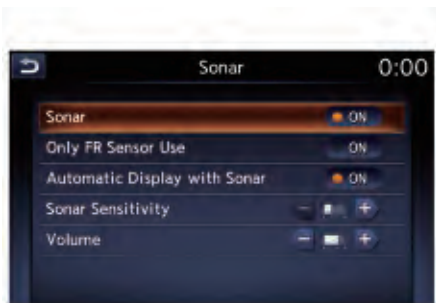 Sonar 0:00
Sonar ON
Only FR Sensor Use ON
Automatic Display with Sonar ON
Sonar Sensitivity - +
Volume - +